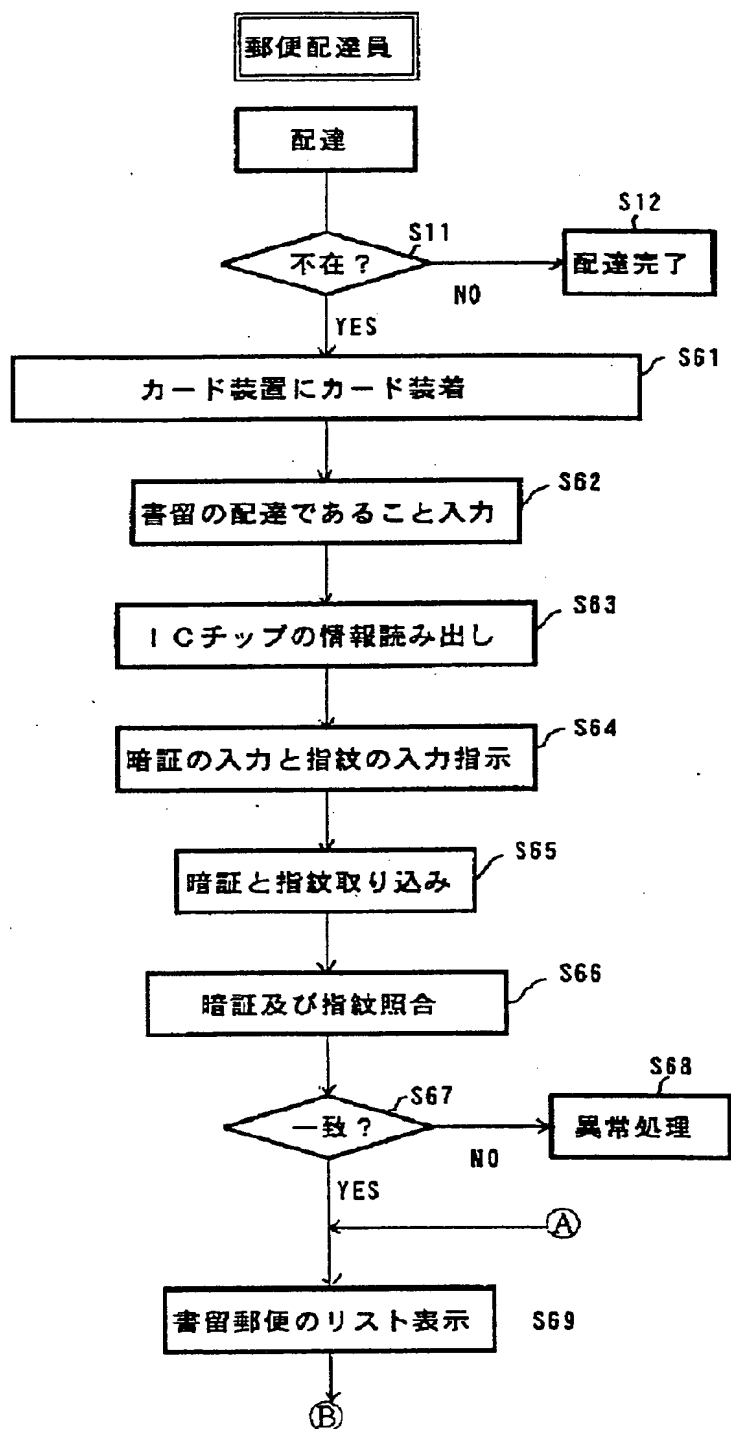 郵便配達員
配達
S11
不在?
NO
YES
S12
配達完了
S61
カード装置にカード装着
S62
書留の配達であること入力
S63
ICチップの情報読み出し
S64
暗証の入力と指紋の入力指示
S65
暗証と指紋取り込み
S66
暗証及び指紋照合
S67
一致?
NO
YES
S68
異常処理
A
書留郵便のリスト表示
S69
B